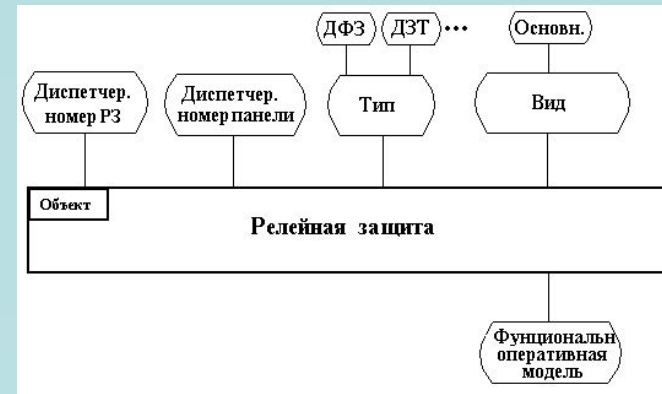 ДФЗ
ДЗТ
•••
Основн.
Диспетчер.
номер РЗ
Диспетчер.
номер панели
Тип
Вид
Объект
Релейная защита
Фунциональн
оперативная
модель